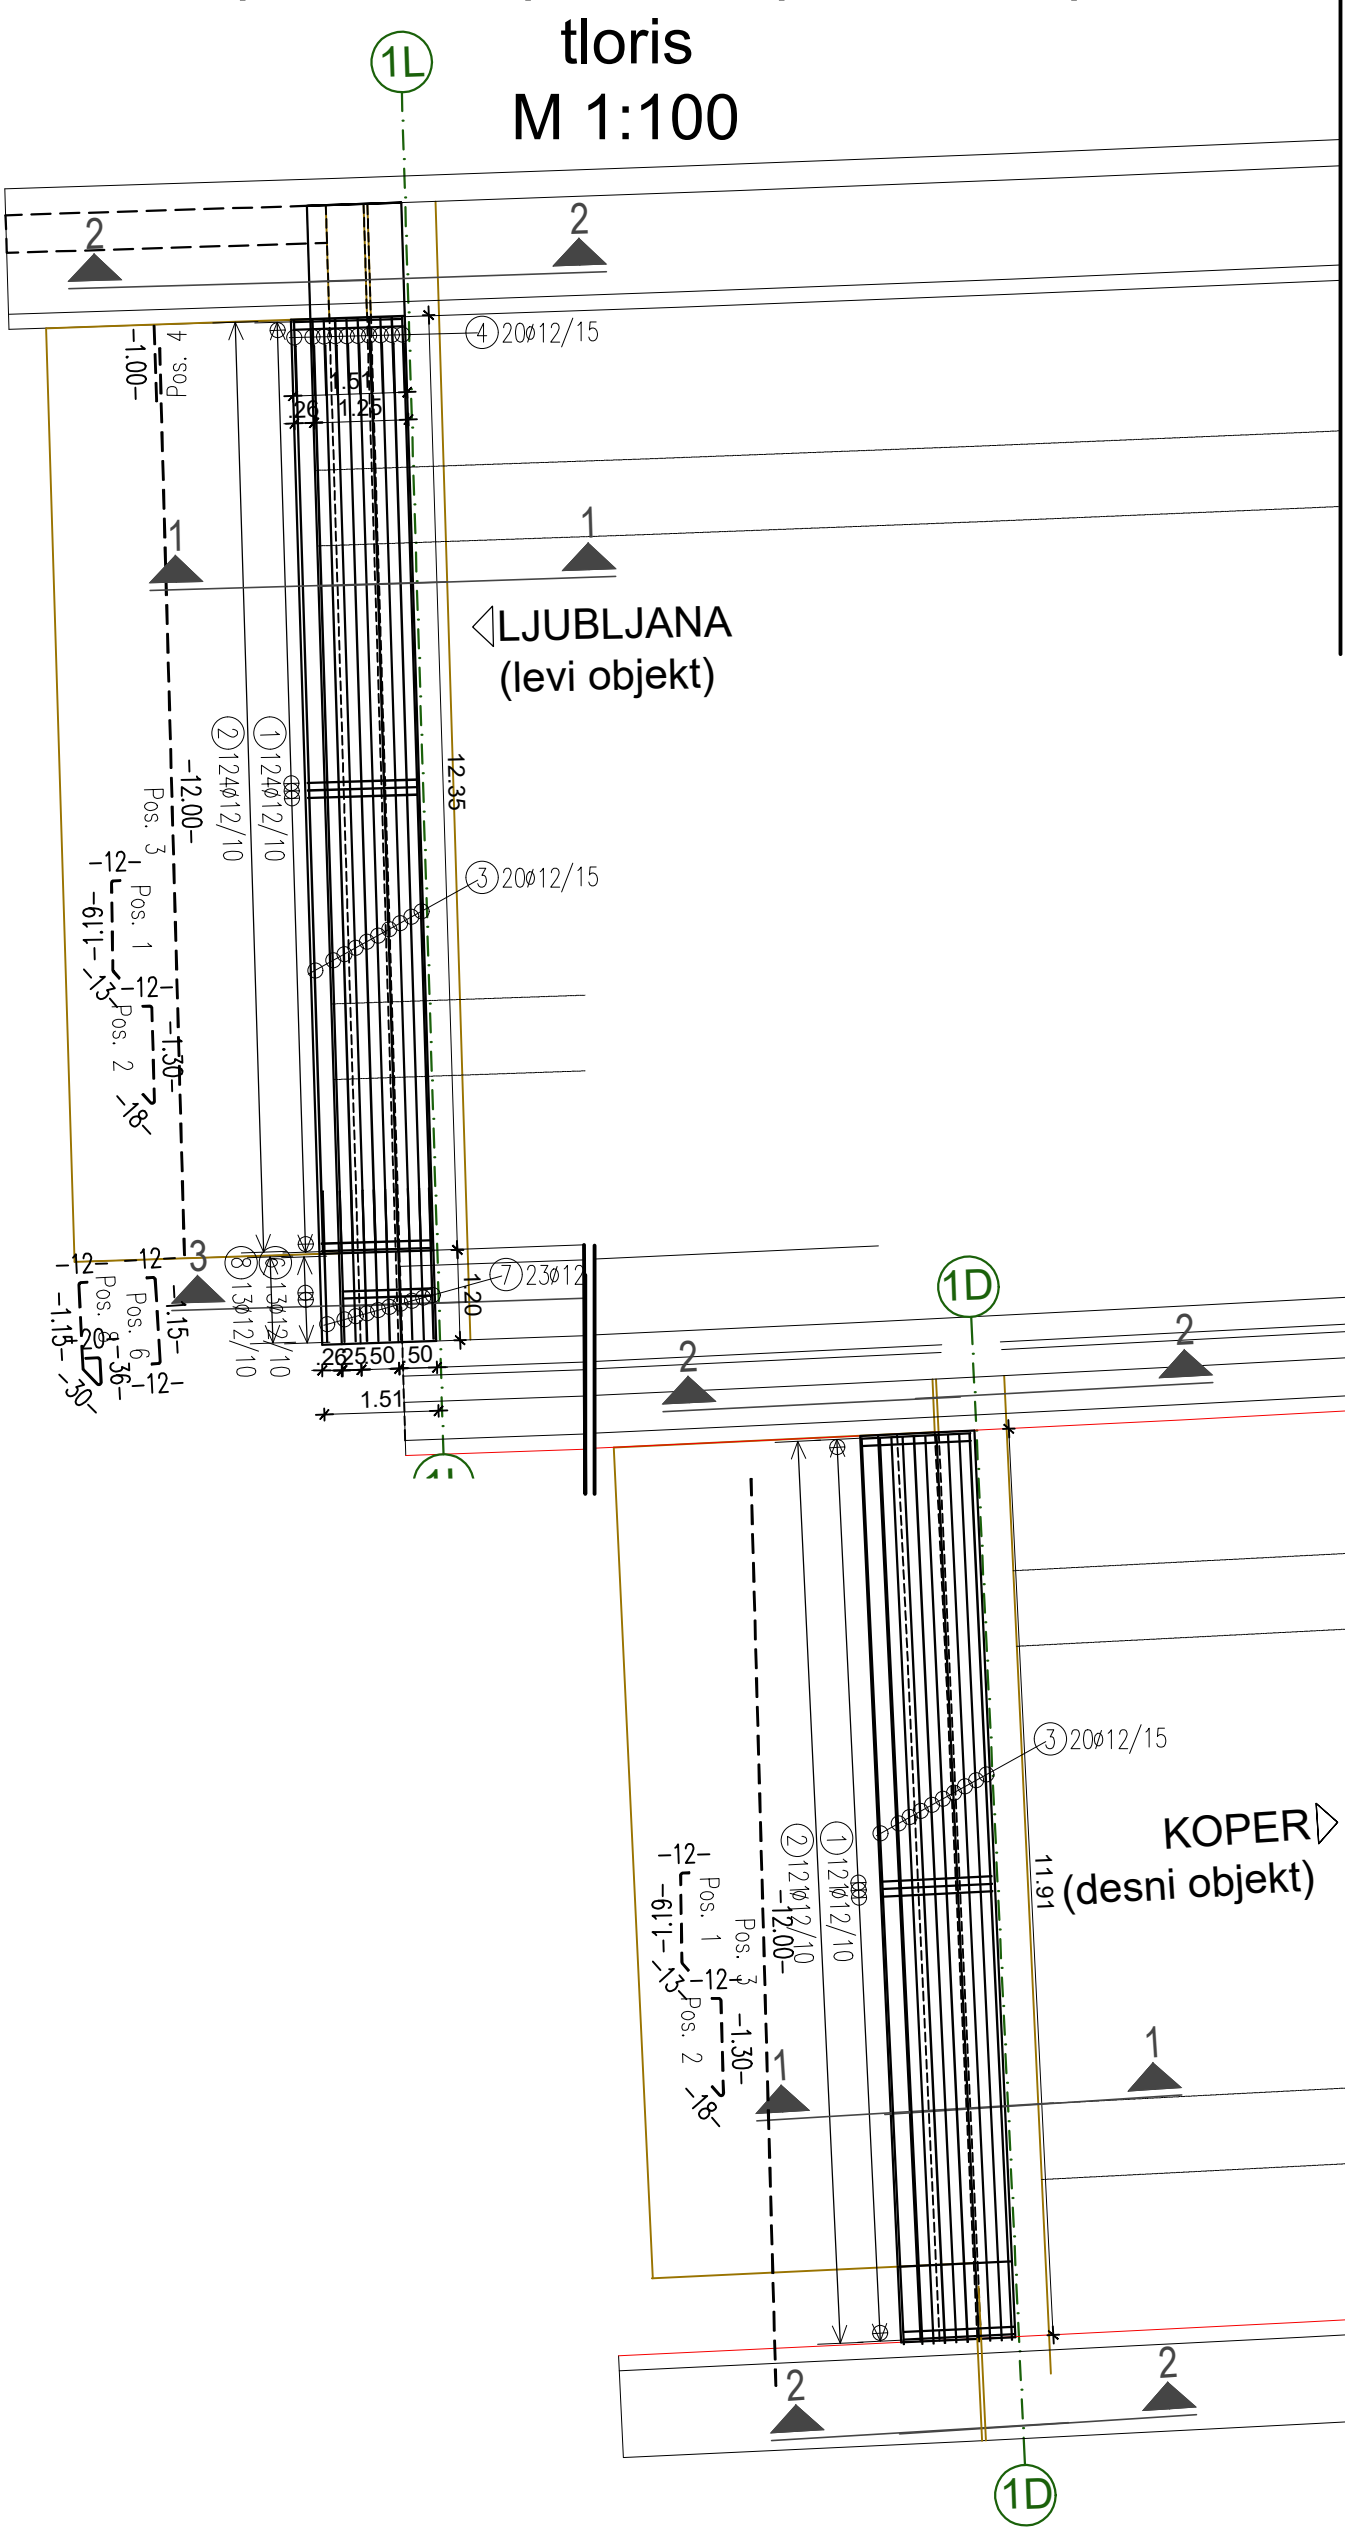 tloris
M 1:100
1L
2
2
Pos. 4
-1.00-
4 20ø12/15
1.51
.26 1.25
1
1
LJUBLJANA
(levi objekt)
2 124ø12/10
1 124ø12/10
12.35
-12.00-
Pos. 3
3 20ø12/15
-12-
Pos. 1
-1.19-
-13-
-12-
Pos. 2
-1.30-
-18-
3
8 13ø12/10
6 13ø12/10
7 23ø12
1.20
-12-
Pos. 8
-1.15-
20
-36-
-30-
-12-
Pos. 6
-1.15-
-12-
.26 25 .50 .50
1.51
1L
1D
2
2
3 20ø12/15
KOPER
(desni objekt)
11.91
2 121ø12/10
1 121ø12/10
-12.00-
Pos. 3
-12-
Pos. 1
-1.19-
-13-
-12-
Pos. 2
-1.30-
-18-
1
1
2
2
1D